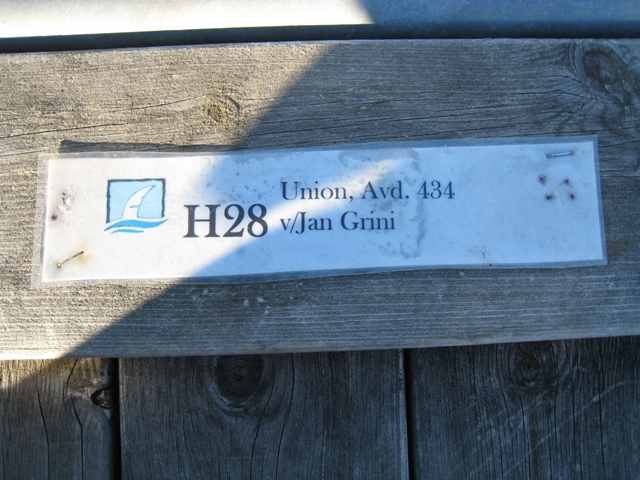 H28
Union, Avd. 434
v/Jan Grini